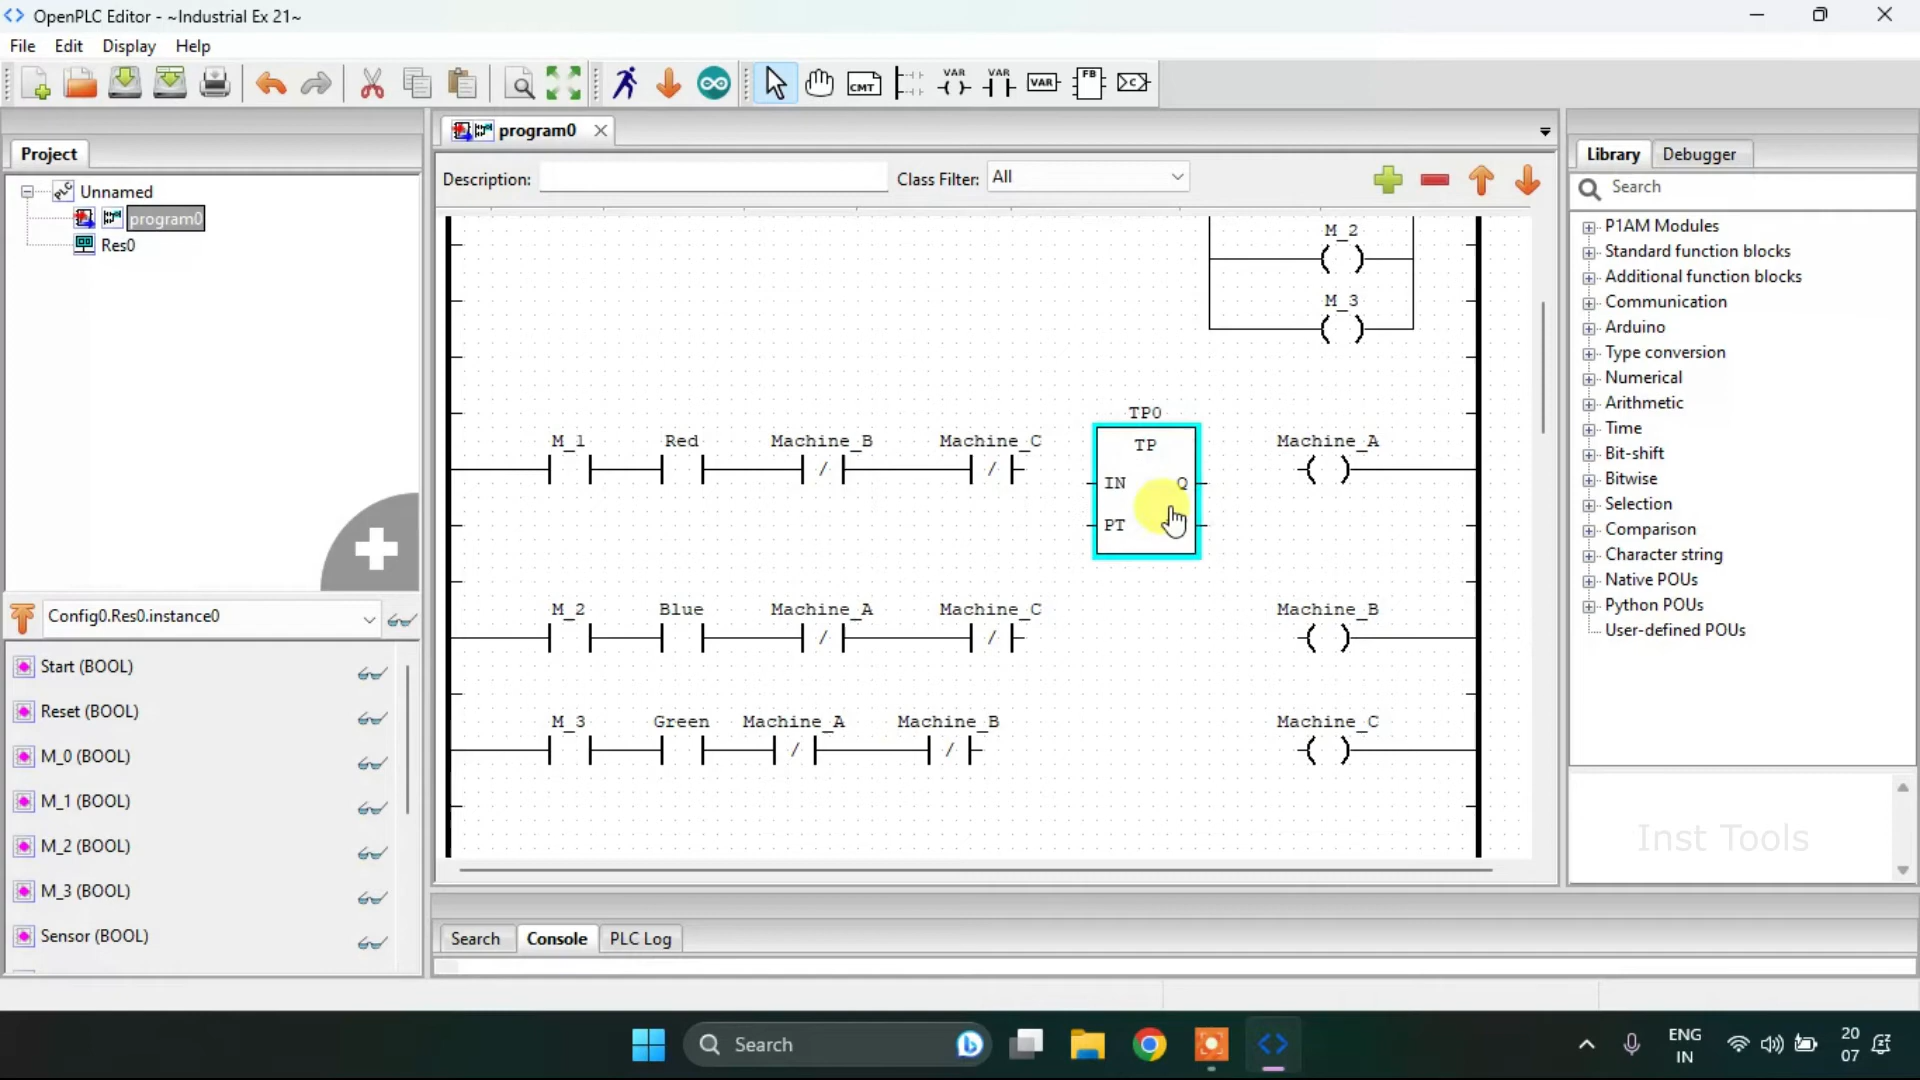 OpenPLC Editor - ~Industrial Ex 21~
File Edit Display Help
CMT VAR VAR VAR FB C
Project
program0
Library Debugger
Description: Class Filter: All
Search
Unnamed
program0
Res0
P1AM Modules
Standard function blocks
Additional function blocks
Communication
Arduino
Type conversion
Numerical
Arithmetic
Time
Bit-shift
Bitwise
Selection
Comparison
Character string
Native POUs
Python POUs
User-defined POUs
M_2
M_3
TP0
M_1 Red Machine_B Machine_C TP Machine_A
IN Q
PT
M_2 Blue Machine_A Machine_C Machine_B
M_3 Green Machine_A Machine_B Machine_C
Config0.Res0.instance0
Start (BOOL)
Reset (BOOL)
M_0 (BOOL)
M_1 (BOOL)
M_2 (BOOL)
M_3 (BOOL)
Sensor (BOOL)
Inst Tools
Search Console PLC Log
Search
ENG
IN
20
07